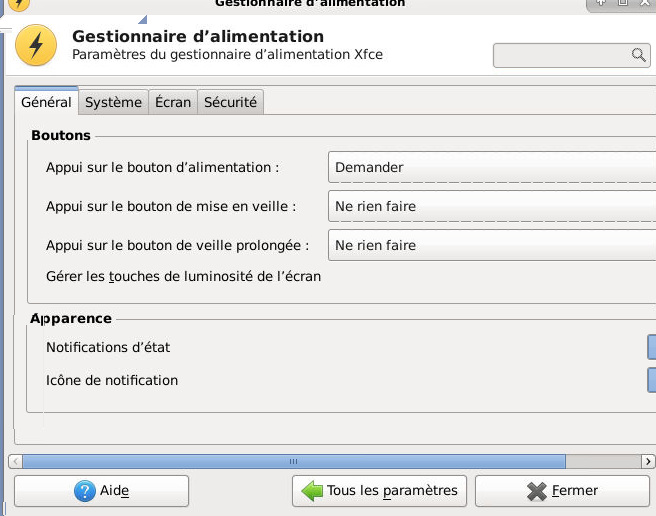 Gestionnaire d’alimentation
Gestionnaire d’alimentation
Paramètres du gestionnaire d’alimentation Xfce
Général Système Écran Sécurité
Boutons
Appui sur le bouton d’alimentation : Demander
Appui sur le bouton de mise en veille : Ne rien faire
Appui sur le bouton de veille prolongée : Ne rien faire
Gérer les touches de luminosité de l’écran
Apparence
Notifications d’état
Icône de notification
Aide Tous les paramètres Fermer